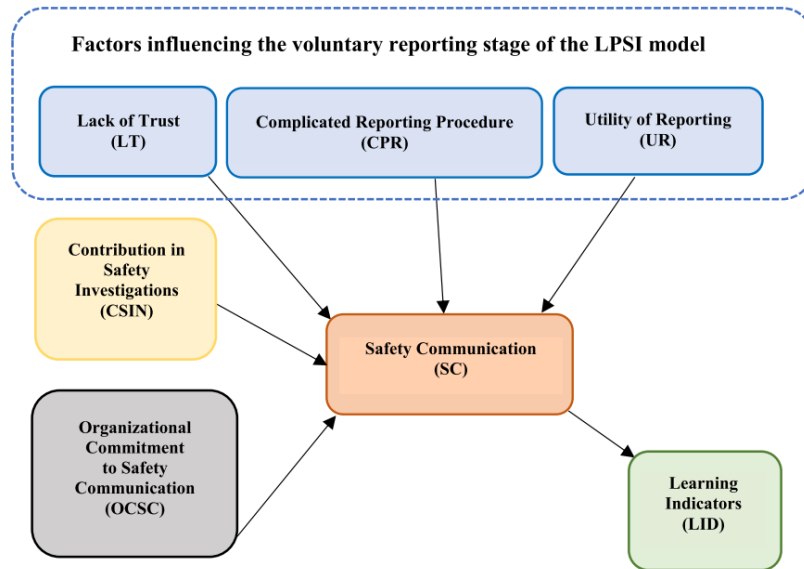 Factors influencing the voluntary reporting stage of the LPSI model
Lack of Trust
(LT)
Complicated Reporting Procedure
(CPR)
Utility of Reporting
(UR)
Contribution in
Safety
Investigations
(CSIN)
Safety Communication
(SC)
Organizational
Commitment
to Safety
Communication
(OCSC)
Learning
Indicators
(LID)